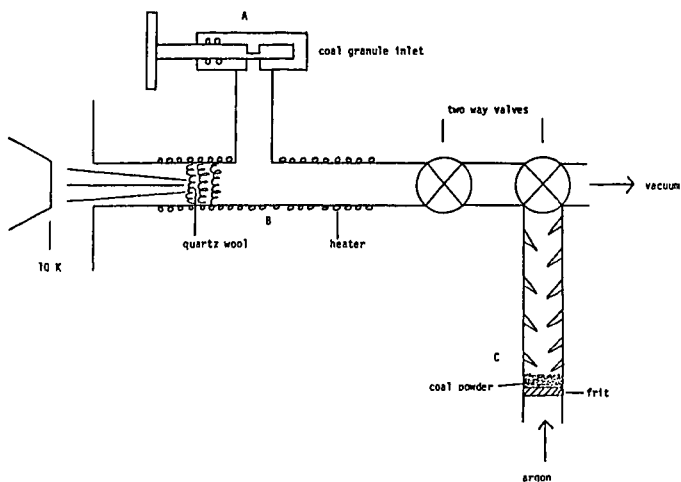 A
coal granule inlet
two way valves
vacuum
B
quartz wool
heater
10 K
C
coal powder
frit
argon